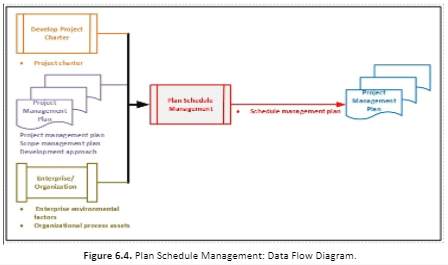 Develop Project
Charter
• Project charter
Project
Management
Plan
Project management plan
Scope management plan
Development approach
Enterprise/
Organization
• Enterprise environmental
factors
• Organizational process assets
Plan Schedule
Management
• Schedule management plan
Project
Management
Plan
Figure 6.4. Plan Schedule Management: Data Flow Diagram.